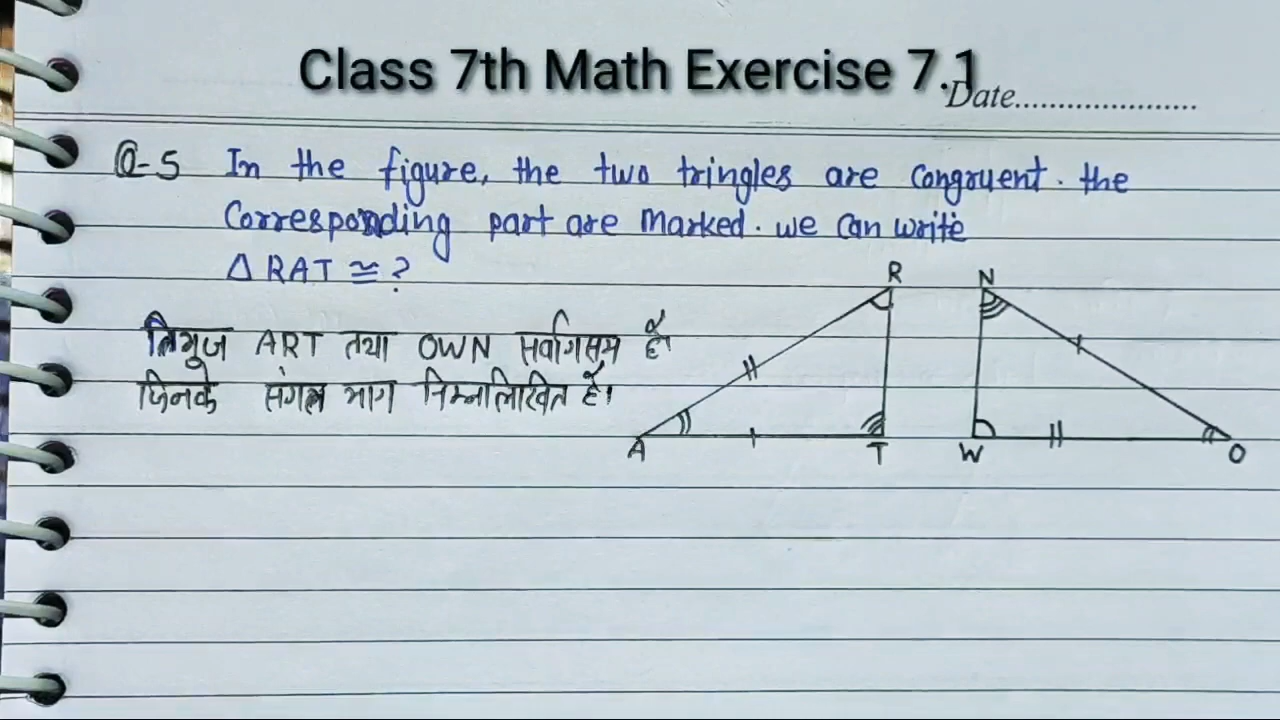 Class 7th Math Exercise 7.1
Date......................
Q-5 In the figure, the two tringles are congruent. the
Corresponding part are marked. we can write
Δ RAT ≅ ?
त्रिभुज ART तथा OWN सर्वागसम है
जिनके संगत भाग निम्नलिखित है।
R N
A T W O